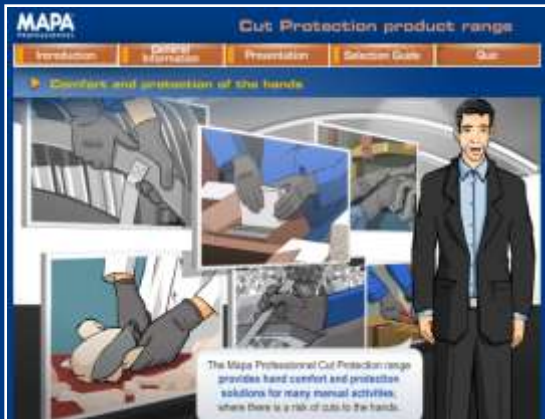 MAPA
PROFESSIONNEL
Cut Protection product range
Introduction
General Information
Presentation
Selection Guide
Quiz
Comfort and protection of the hands
The Mapa Professionnel Cut Protection range
provides hand comfort and protection
solutions for many manual activities,
where there is a risk of cuts to the hands.